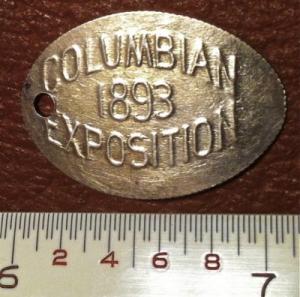 COLUMBIAN
1893
EXPOSITION
6 2 4 6 8 7